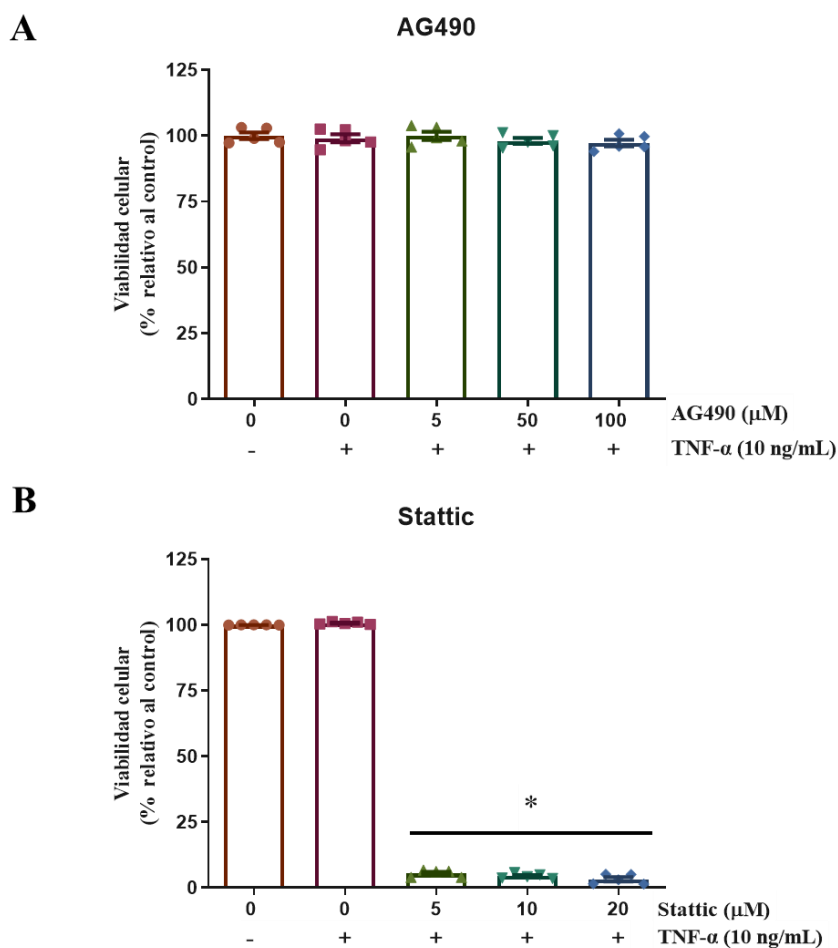 A
AG490
Viabilidad celular
(% relativo al control)
125
100
75
50
25
0
0 0 5 50 100 AG490 (μM)
- + + + + TNF-α (10 ng/mL)
B
Stattic
Viabilidad celular
(% relativo al control)
125
100
75
50
25
0
*
0 0 5 10 20 Stattic (μM)
- + + + + TNF-α (10 ng/mL)